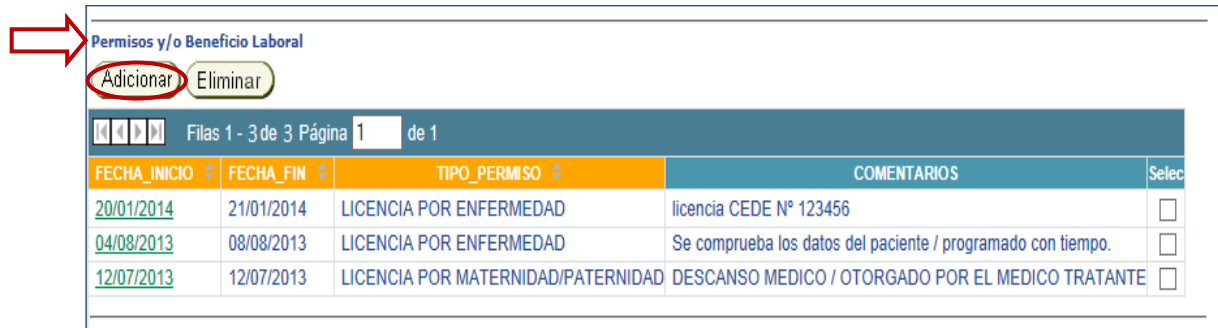 Permisos y/o Beneficio Laboral
Adicionar Eliminar
Filas 1 - 3 de 3 Página 1 de 1
FECHA_INICIO FECHA_FIN TIPO_PERMISO COMENTARIOS Selec
20/01/2014 21/01/2014 LICENCIA POR ENFERMEDAD licencia CEDE Nº 123456
04/08/2013 08/08/2013 LICENCIA POR ENFERMEDAD Se comprueba los datos del paciente / programado con tiempo.
12/07/2013 12/07/2013 LICENCIA POR MATERNIDAD/PATERNIDAD DESCANSO MEDICO / OTORGADO POR EL MEDICO TRATANTE